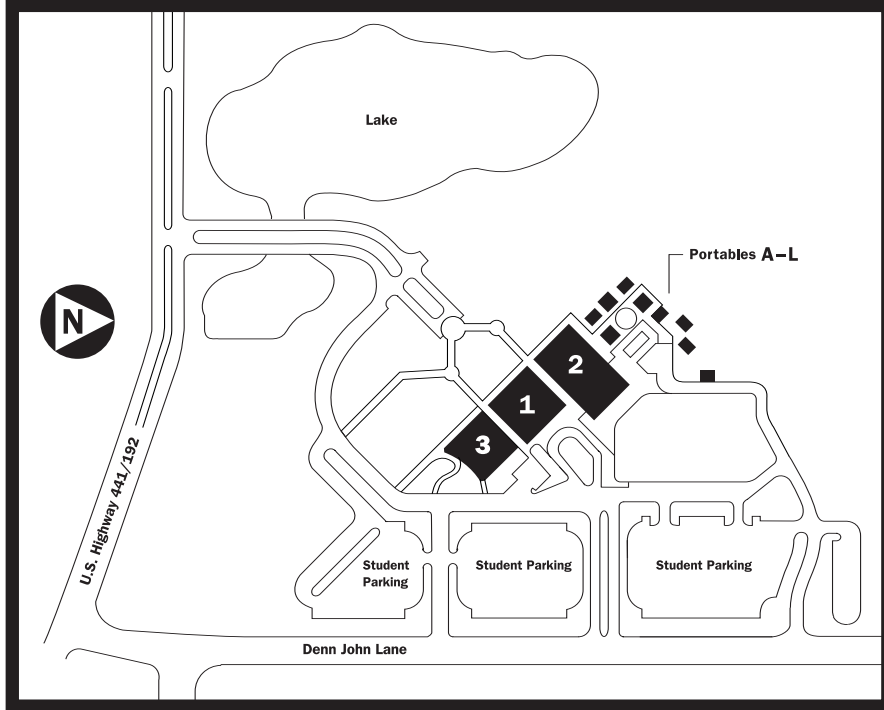 Lake
Portables A–L
N
2
1
3
U.S. Highway 441/192
Student
Parking
Student Parking
Student Parking
Denn John Lane